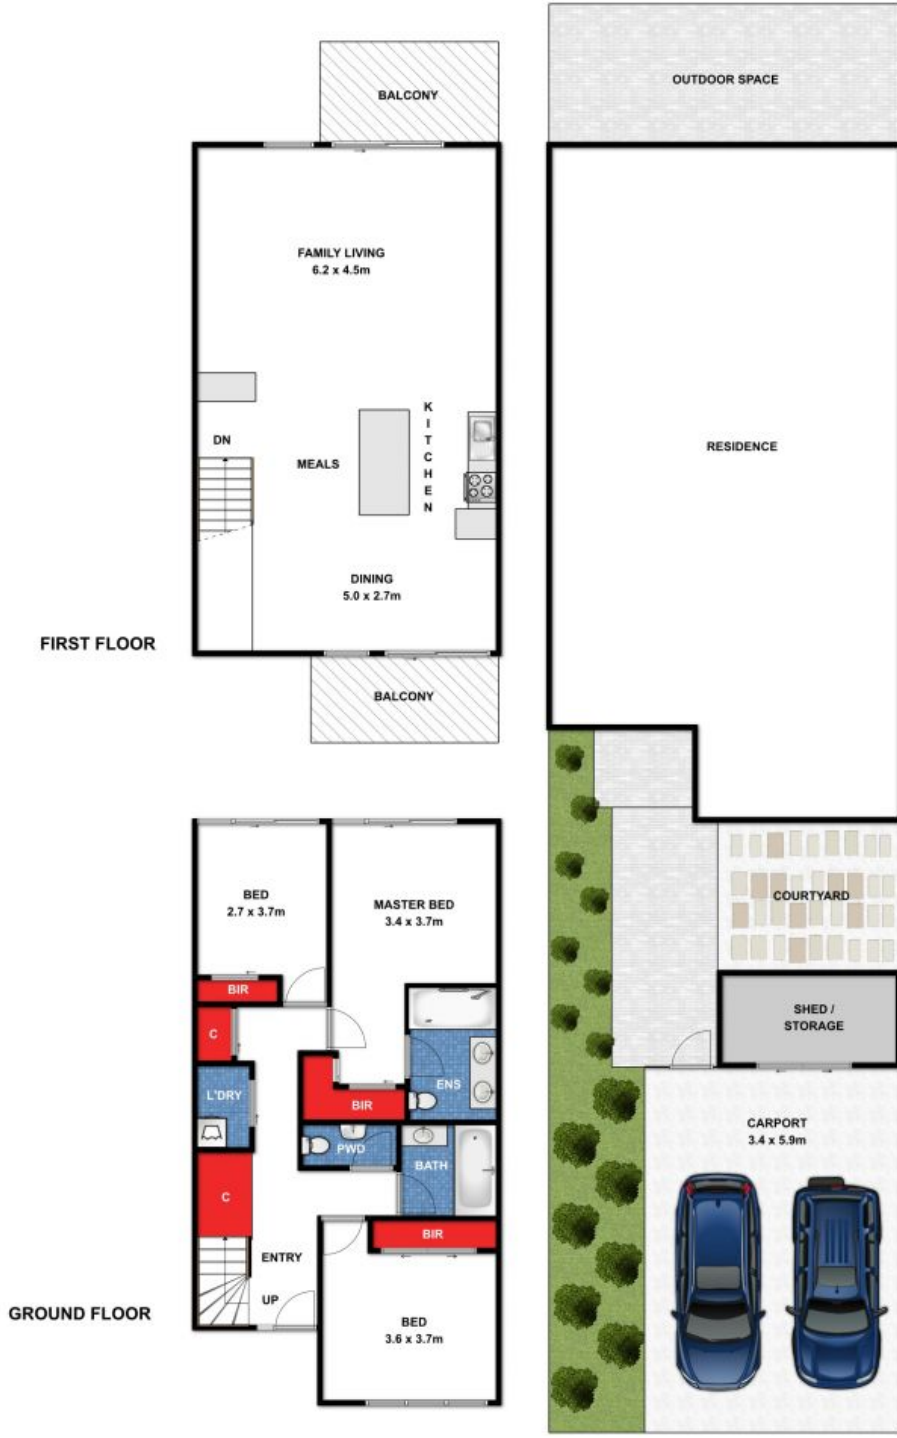 BALCONY
FAMILY LIVING
6.2 x 4.5m
DN
MEALS
KITCHEN
DINING
5.0 x 2.7m
FIRST FLOOR
BALCONY
BED
2.7 x 3.7m
MASTER BED
3.4 x 3.7m
BIR
C
L'DRY
ENS
BIR
PWD
BATH
C
BIR
ENTRY
UP
GROUND FLOOR
BED
3.6 x 3.7m
OUTDOOR SPACE
RESIDENCE
COURTYARD
SHED /
STORAGE
CARPORT
3.4 x 5.9m